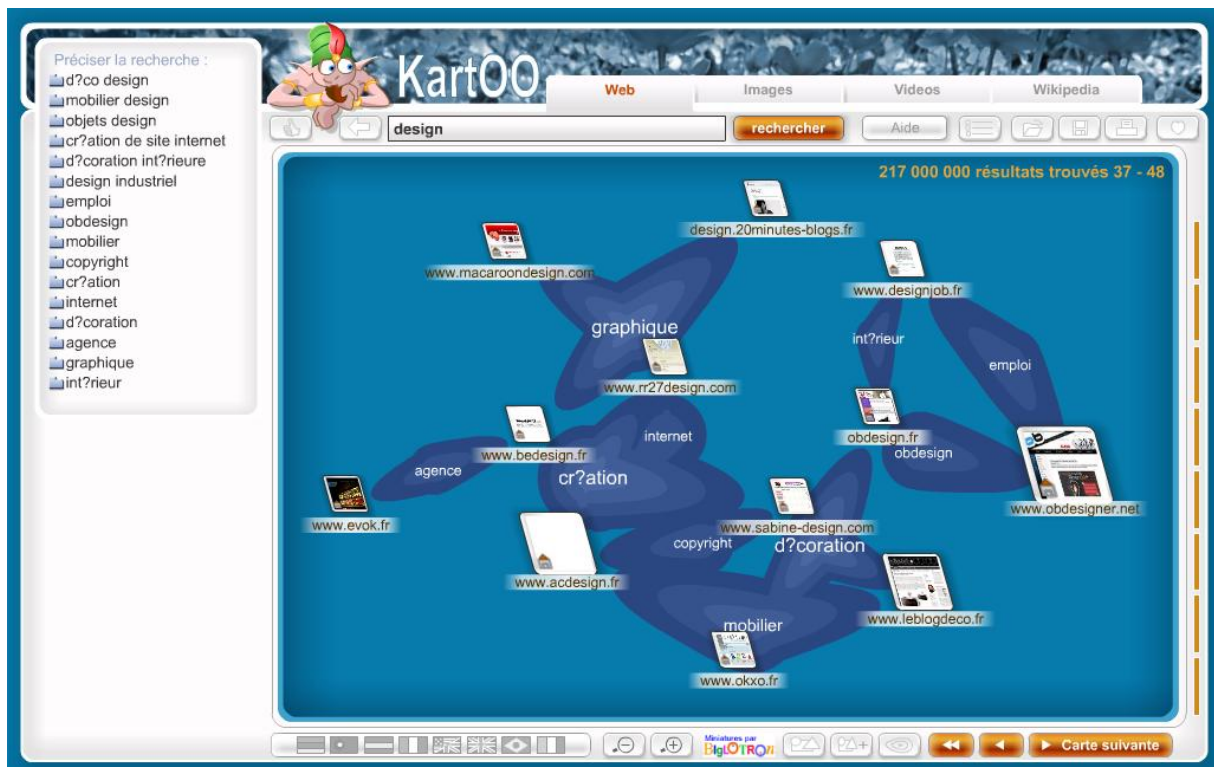 Préciser la recherche :
d?co design
mobilier design
objets design
cr?ation de site internet
d?coration int?rieure
design industriel
emploi
obdesign
mobilier
copyright
cr?ation
internet
d?coration
agence
graphique
int?rieur
KartOO
Web
Images
Videos
Wikipedia
design
rechercher
Aide
217 000 000 résultats trouvés 37 - 48
design.20minutes-blogs.fr
www.macaroondesign.com
www.designjob.fr
graphique
int?rieur
emploi
www.rr27design.com
internet
obdesign.fr
obdesign
www.bedesign.fr
agence
cr?ation
www.obdesigner.net
www.evok.fr
www.sabine-design.com
copyright
d?coration
www.acdesign.fr
www.leblogdeco.fr
mobilier
www.okxo.fr
Miniatures par
BIGLOTRON
Carte suivante